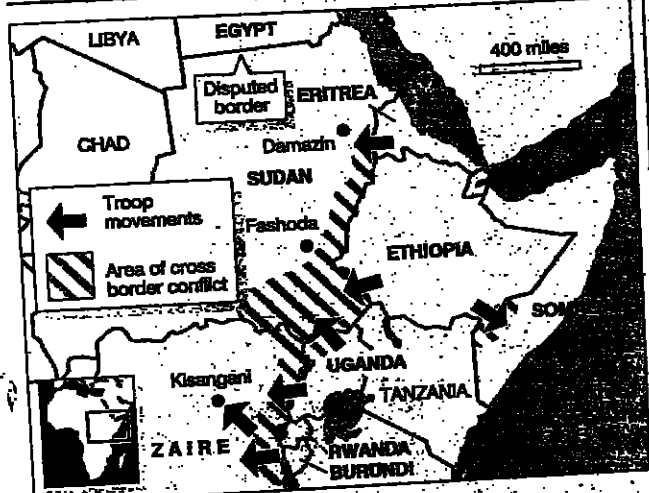 LIBYA
EGYPT
400 miles
Disputed
border
ERITREA
CHAD
Damazin
SUDAN
Troop
movements
Fashoda
ETHIOPIA
Area of cross
border conflict
SOM
UGANDA
Kisangani
TANZANIA
ZAIRE
RWANDA
BURUNDI